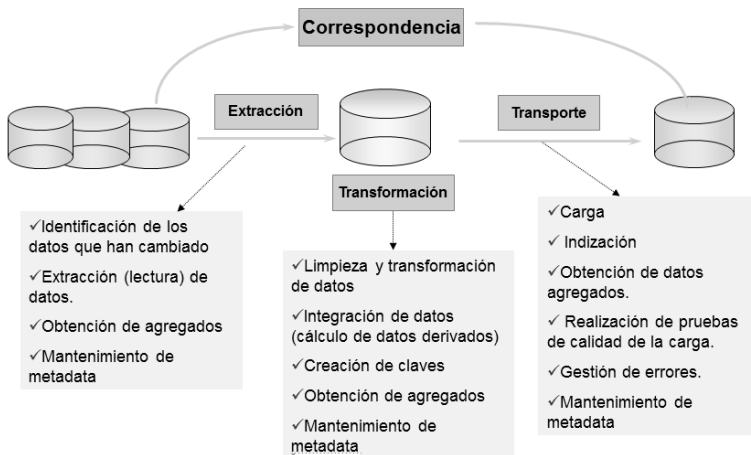 Correspondencia
Extracción
Transporte
Transformación
✓Identificación de los
datos que han cambiado
✓Extracción (lectura) de
datos.
✓Obtención de agregados
✓Mantenimiento de
metadata
✓Limpieza y transformación
de datos
✓Integración de datos
(cálculo de datos derivados)
✓Creación de claves
✓Obtención de agregados
✓Mantenimiento de
metadata
✓Carga
✓ Indización
✓Obtención de datos
agregados.
✓ Realización de pruebas
de calidad de la carga.
✓Gestión de errores.
✓Mantenimiento de
metadata